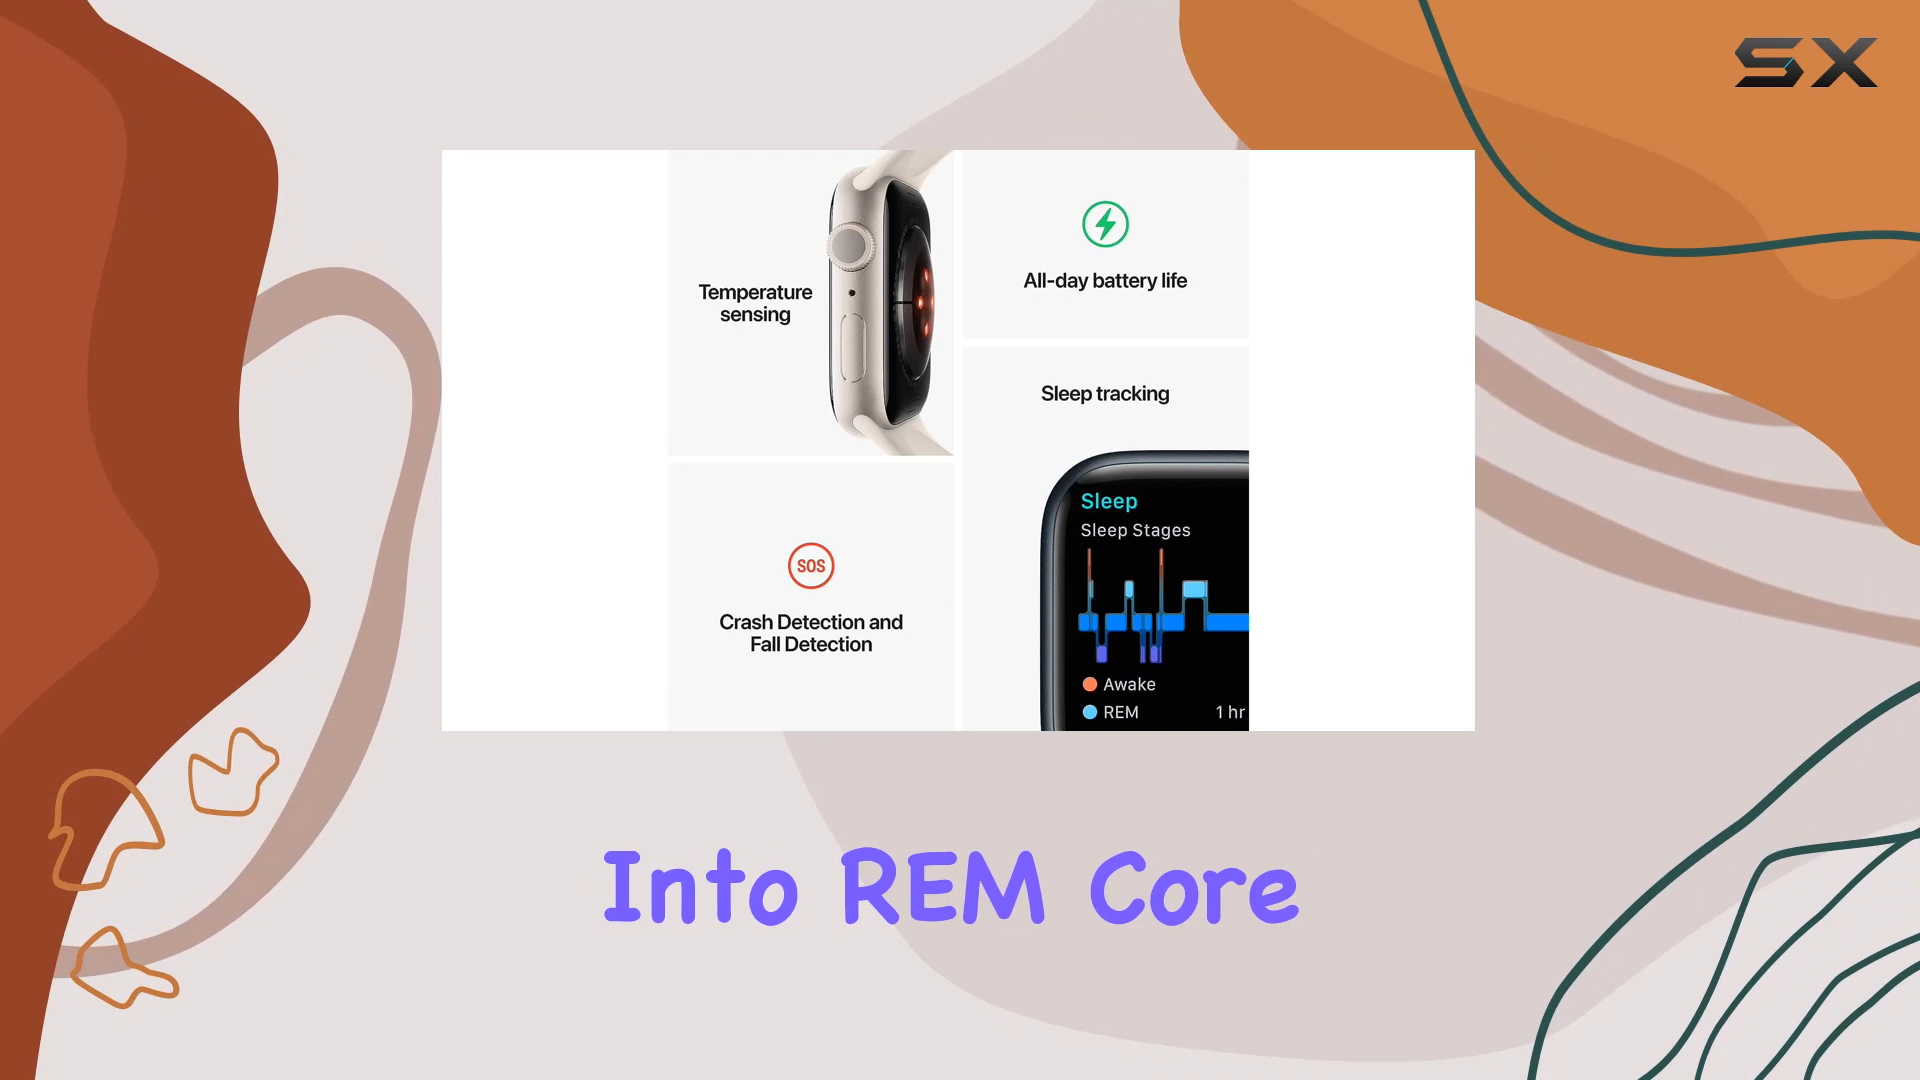 SX
Temperature
sensing
All-day battery life
Sleep tracking
SOS
Crash Detection and
Fall Detection
Sleep
Sleep Stages
Awake
REM 1 hr
Into REM Core